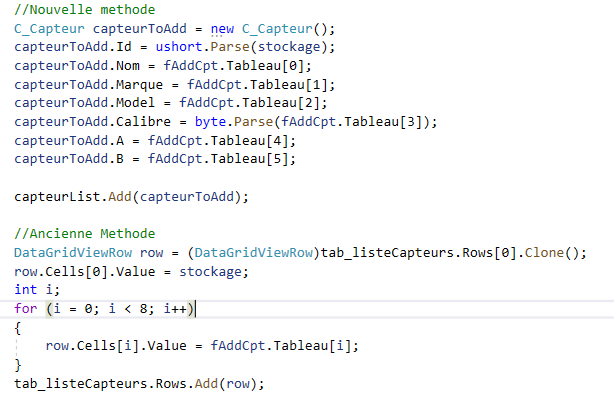 //Nouvelle methode
C_Capteur capteurToAdd = new C_Capteur();
capteurToAdd.Id = ushort.Parse(stockage);
capteurToAdd.Nom = fAddCpt.Tableau[0];
capteurToAdd.Marque = fAddCpt.Tableau[1];
capteurToAdd.Model = fAddCpt.Tableau[2];
capteurToAdd.Calibre = byte.Parse(fAddCpt.Tableau[3]);
capteurToAdd.A = fAddCpt.Tableau[4];
capteurToAdd.B = fAddCpt.Tableau[5];
capteurList.Add(capteurToAdd);
//Ancienne Methode
DataGridViewRow row = (DataGridViewRow)tab_listeCapteurs.Rows[0].Clone();
row.Cells[0].Value = stockage;
int i;
for (i = 0; i < 8; i++)
{
row.Cells[i].Value = fAddCpt.Tableau[i];
}
tab_listeCapteurs.Rows.Add(row);